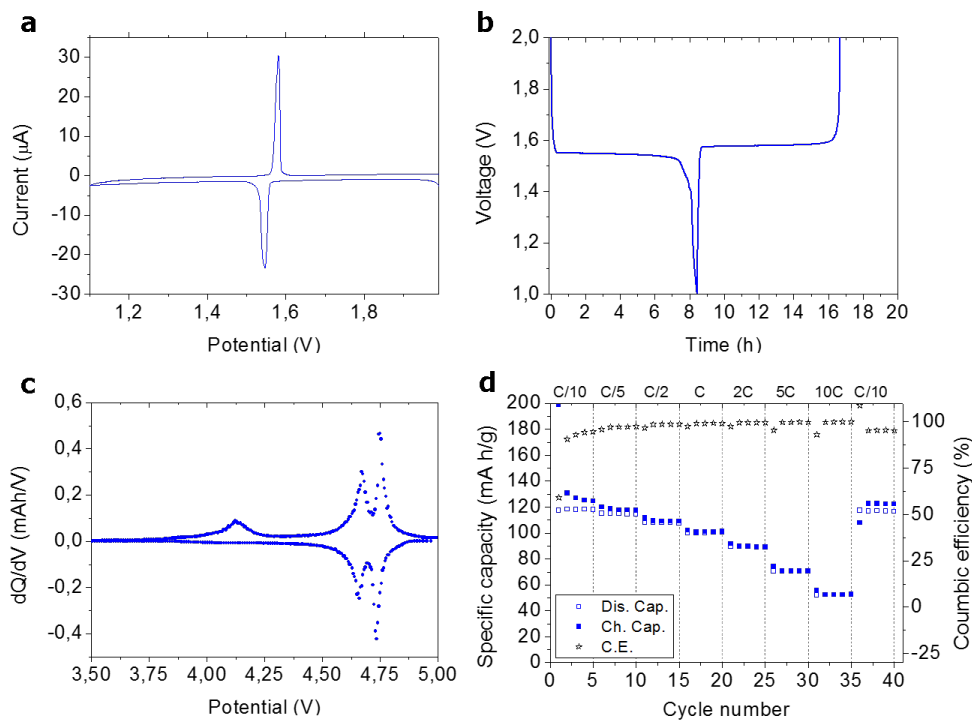 a
30
20
10
0
-10
-20
-30
Current (µA)
1,2 1,4 1,6 1,8
Potential (V)
b
2,0
1,8
1,6
1,4
1,2
1,0
Voltage (V)
0 2 4 6 8 10 12 14 16 18 20
Time (h)
c
0,6
0,4
0,2
0,0
-0,2
-0,4
dQ/dV (mAh/V)
3,50 3,75 4,00 4,25 4,50 4,75 5,00
Potential (V)
d
C/10 C/5 C/2 C 2C 5C 10C C/10
200
180
160
140
120
100
80
60
40
20
0
Specific capacity (mA h/g)
Dis. Cap.
Ch. Cap.
C.E.
100
75
50
25
0
-25
Coumbic efficiency (%)
0 5 10 15 20 25 30 35 40
Cycle number